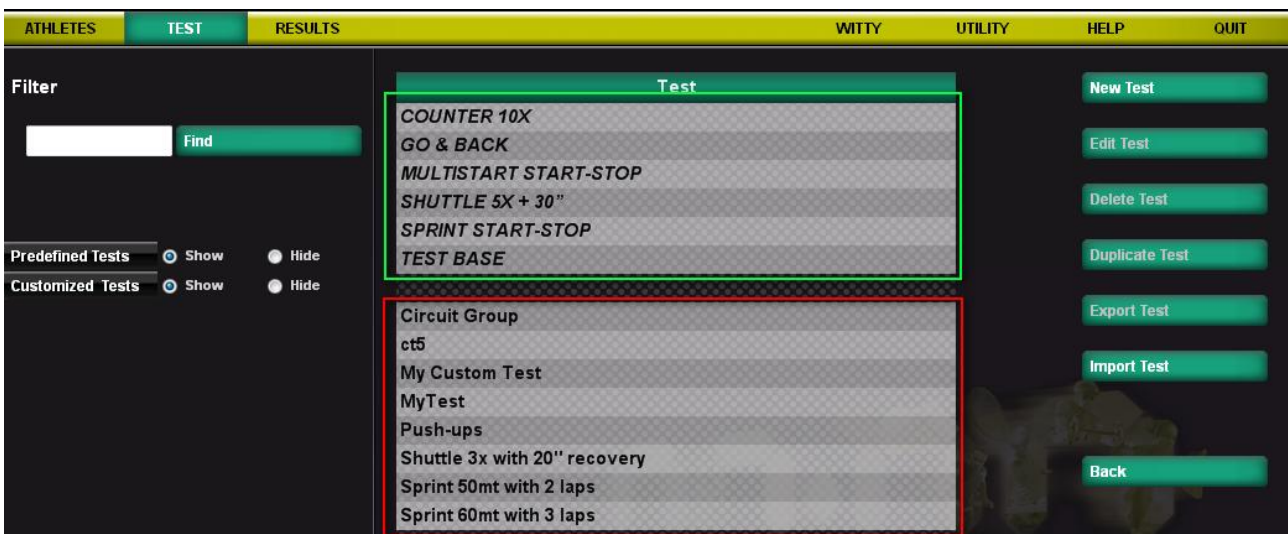 ATHLETES TEST RESULTS WITTY UTILITY HELP QUIT
Filter
Find
Predefined Tests Show Hide
Customized Tests Show Hide
Test
COUNTER 10X
GO & BACK
MULTISTART START-STOP
SHUTTLE 5X + 30”
SPRINT START-STOP
TEST BASE
Circuit Group
ct5
My Custom Test
MyTest
Push-ups
Shuttle 3x with 20'' recovery
Sprint 50mt with 2 laps
Sprint 60mt with 3 laps
New Test
Edit Test
Delete Test
Duplicate Test
Export Test
Import Test
Back